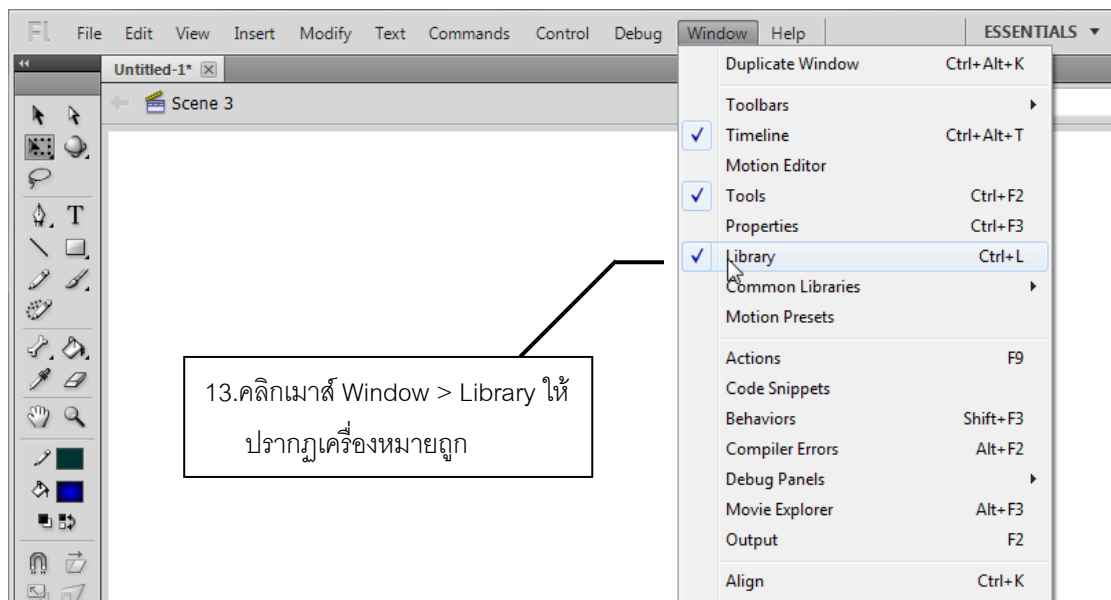 Fl File Edit View Insert Modify Text Commands Control Debug Window Help ESSENTIALS
Untitled-1*
Scene 3
T
Duplicate Window Ctrl+Alt+K
Toolbars
Timeline Ctrl+Alt+T
Motion Editor
Tools Ctrl+F2
Properties Ctrl+F3
Library Ctrl+L
Common Libraries
Motion Presets
Actions F9
Code Snippets
Behaviors Shift+F3
Compiler Errors Alt+F2
Debug Panels
Movie Explorer Alt+F3
Output F2
Align Ctrl+K
13.คลิกเมาส์ Window > Library ให้
ปรากฏเครื่องหมายถูก